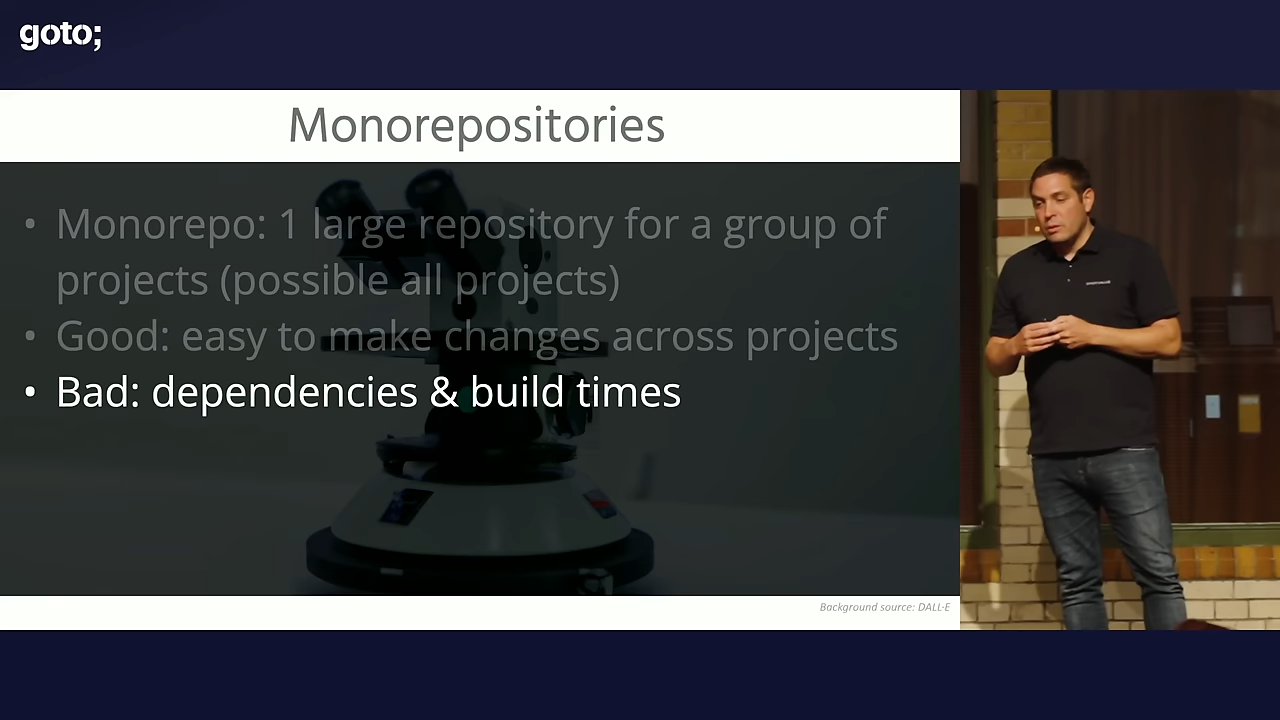 goto;
Monorepositories
• Monorepo: 1 large repository for a group of
projects (possible all projects)
• Good: easy to make changes across projects
• Bad: dependencies & build times
Background source: DALL·E